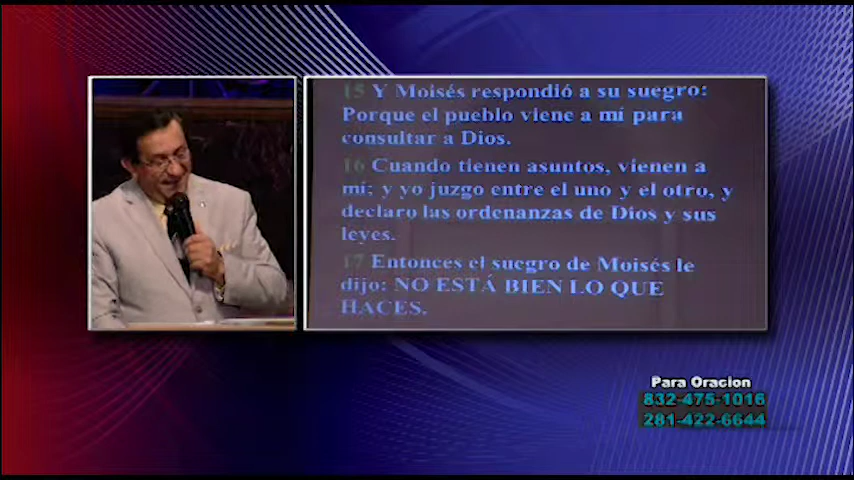 15 Y Moisés respondió a su suegro:
Porque el pueblo viene a mí para
consultar a Dios.
16 Cuando tienen asuntos, vienen a
mí; y yo juzgo entre el uno y el otro, y
declaro las ordenanzas de Dios y sus
leyes.
17 Entonces el suegro de Moisés le
dijo: NO ESTÁ BIEN LO QUE
HACES.
Para Oracion
832-475-1016
281-422-6644